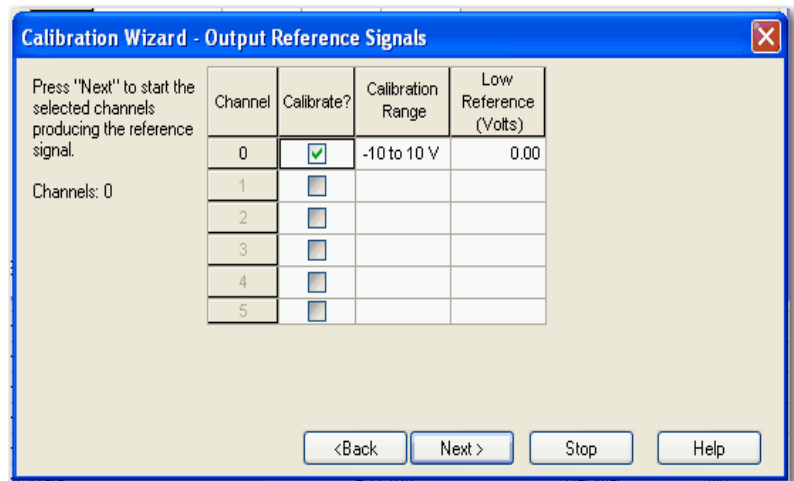 Calibration Wizard - Output Reference Signals
Press "Next" to start the
selected channels
producing the reference
signal.
Channels: 0
Channel Calibrate? Calibration Range Low Reference (Volts)
0 -10 to 10 V 0.00
1
2
3
4
5
<Back Next > Stop Help